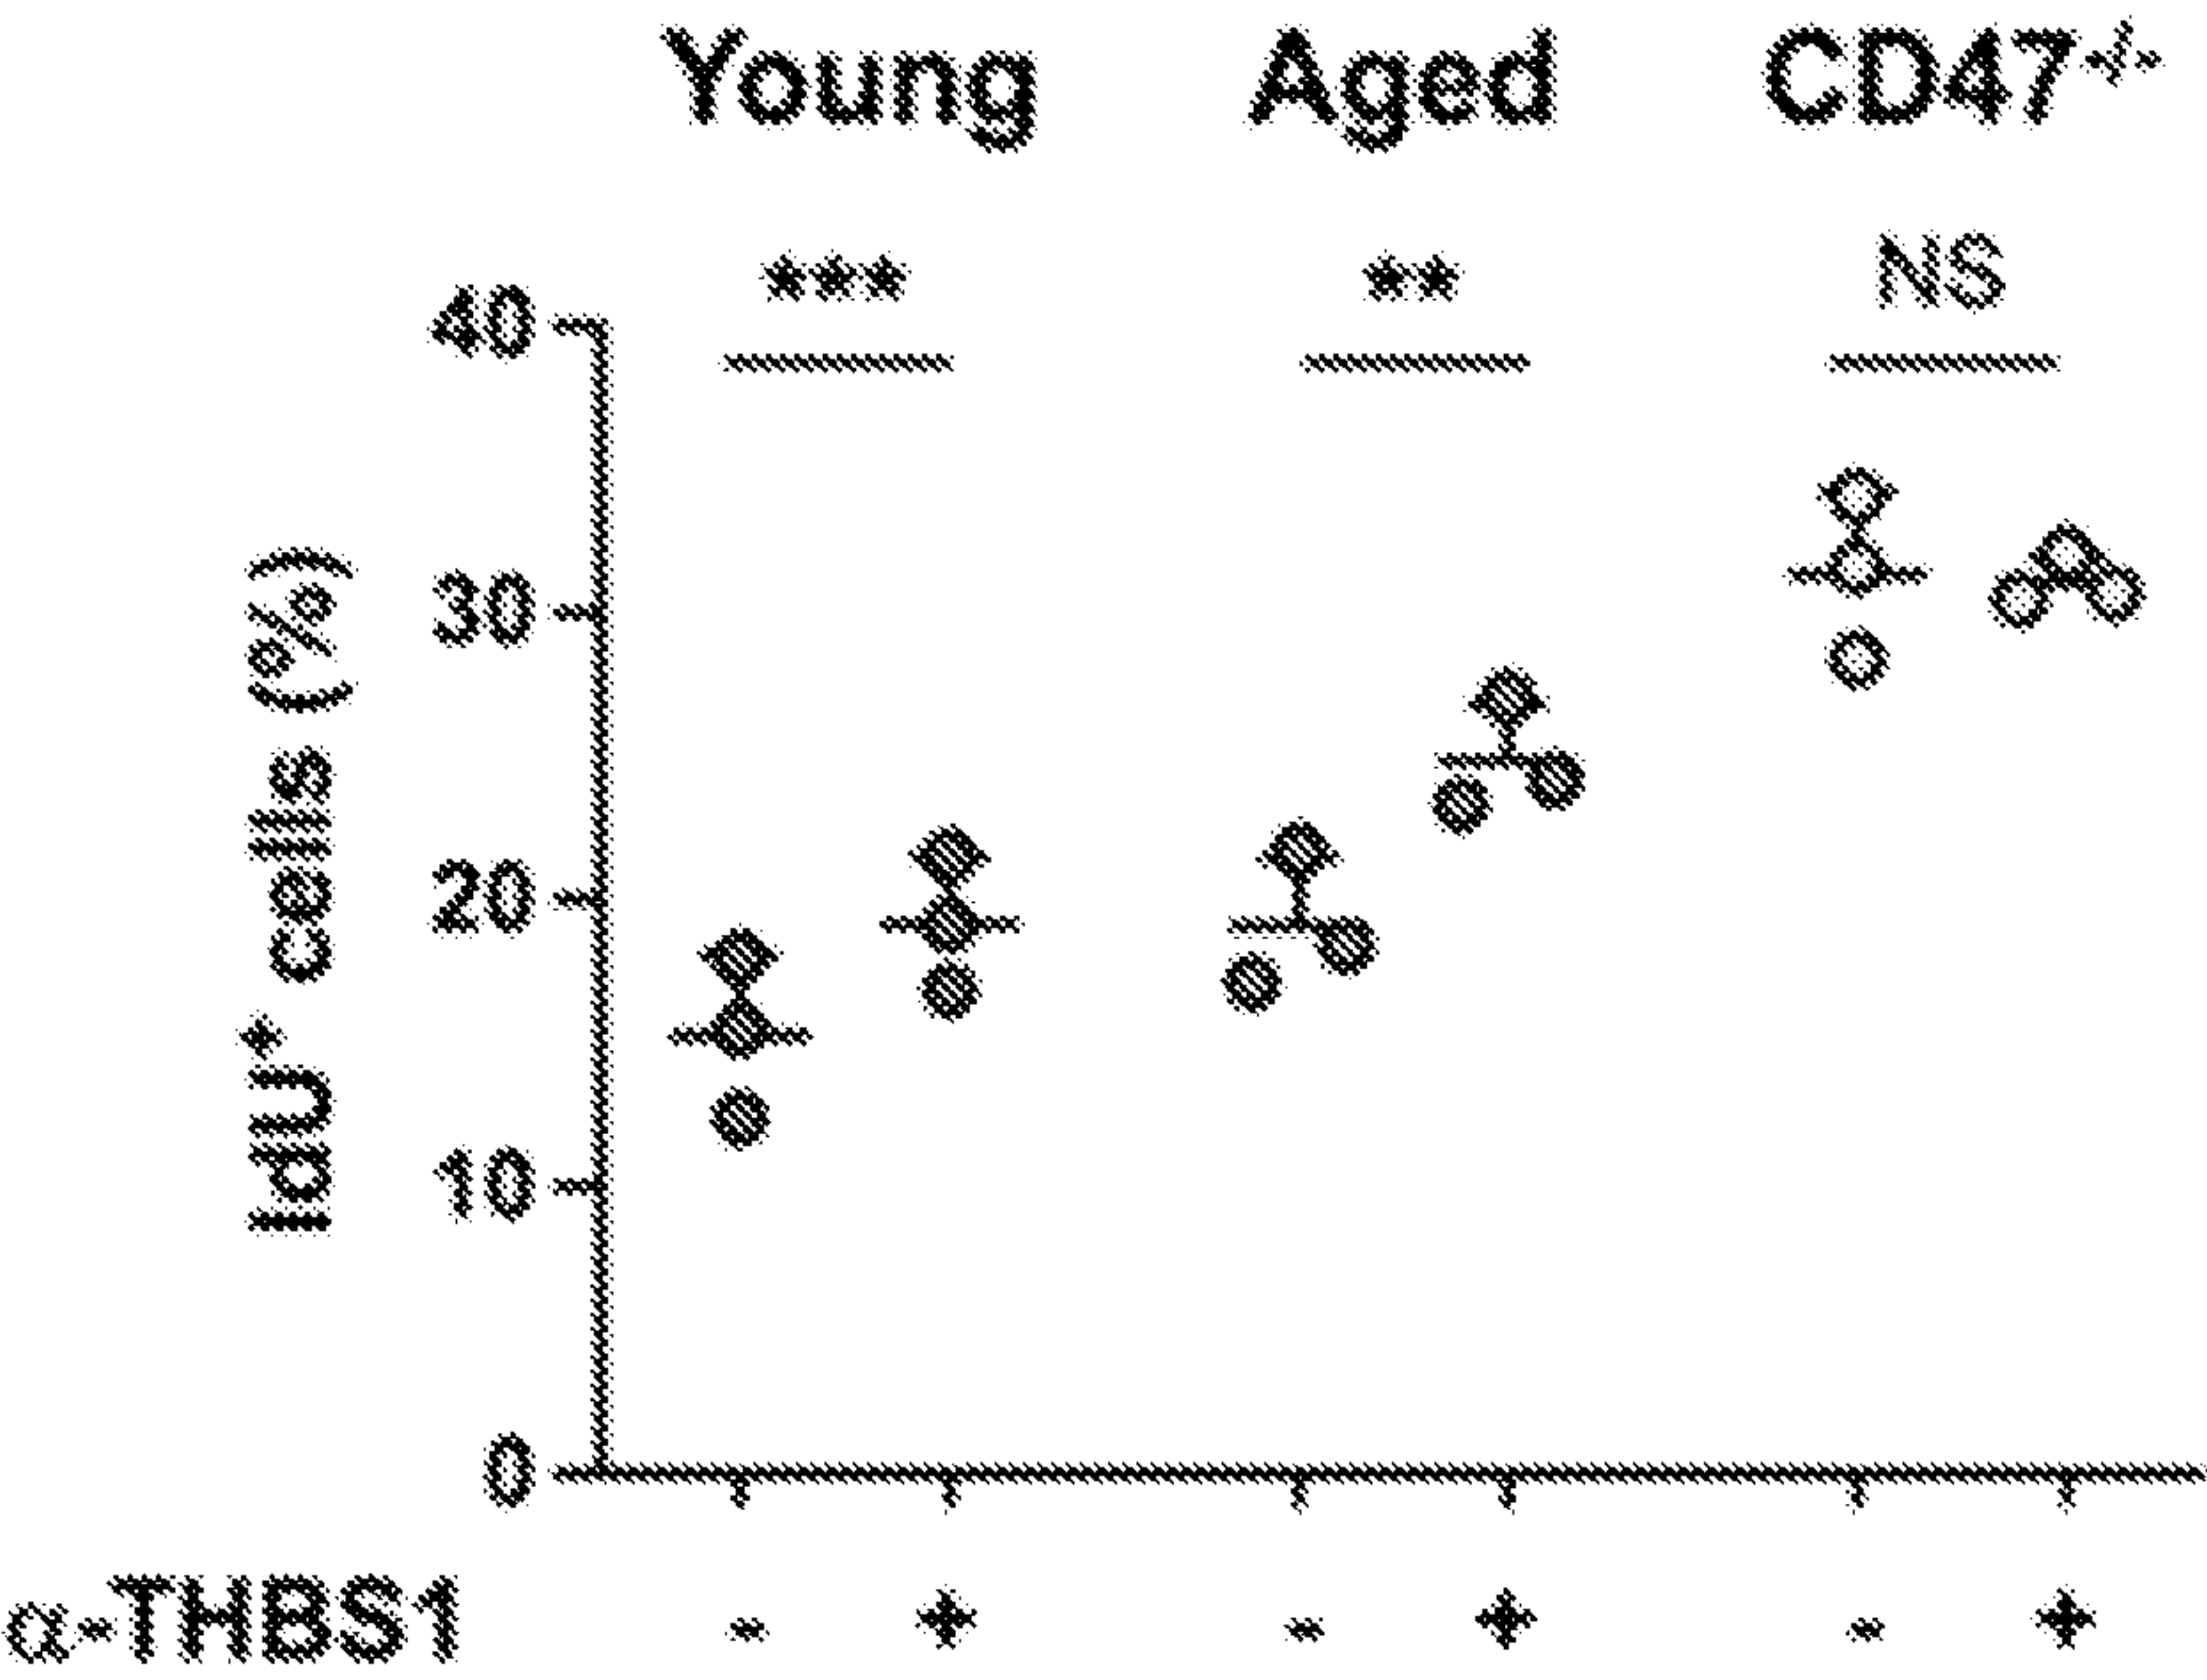 Young Aged CD47-/-
*** ** NS
40
30
20
10
0
IdU+ cells (%)
α-THBS1 - + - + - +